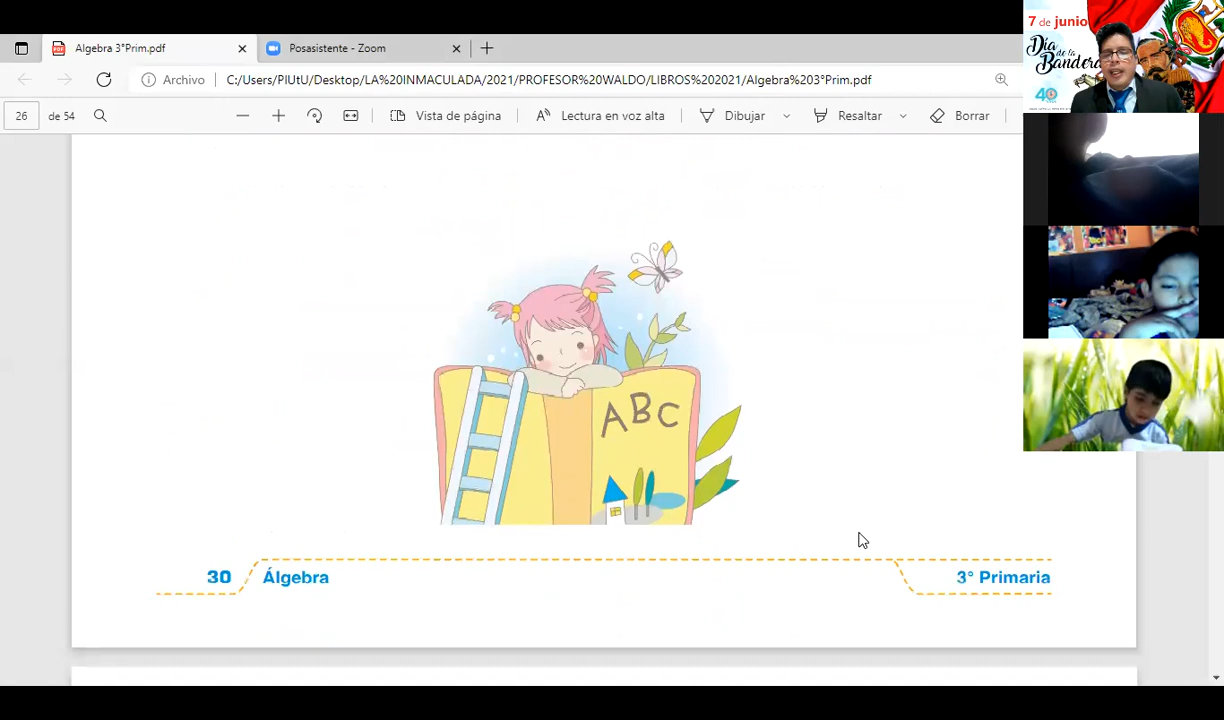 Algebra 3°Prim.pdf
Posasistente - Zoom
Archivo
C:/Users/PIUtU/Desktop/LA%20INMACULADA/2021/PROFESOR%20WALDO/LIBROS%202021/Algebra%203°Prim.pdf
26 de 54
Vista de página
Lectura en voz alta
Dibujar
Resaltar
Borrar
7 de junio
Día de la
Bandera
40
ABC
30 Álgebra
3° Primaria